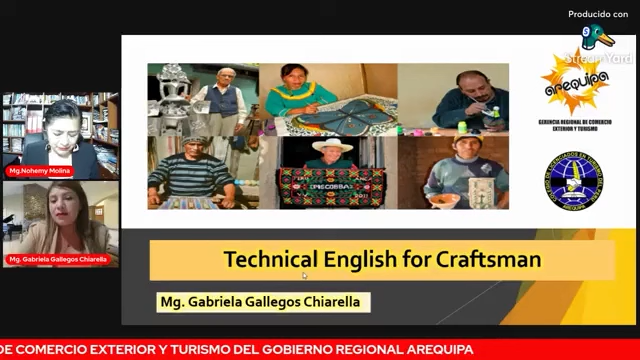 Producido con
StreamYard
arequipa
GERENCIA REGIONAL DE COMERCIO
EXTERIOR Y TURISMO
Technical English for Craftsman
Mg. Gabriela Gallegos Chiarella
Mg.Nohemy Molina
Mg. Gabriela Gallegos Chiarella
DE COMERCIO EXTERIOR Y TURISMO DEL GOBIERNO REGIONAL AREQUIPA